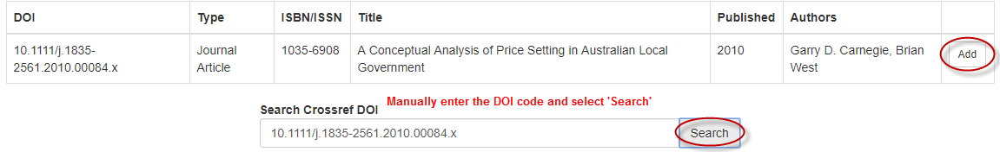 DOI Type ISBN/ISSN Title Published Authors
10.1111/j.1835- Journal 1035-6908 A Conceptual Analysis of Price Setting in Australian Local 2010 Garry D. Carnegie, Brian Add
2561.2010.00084.x Article Government West
Manually enter the DOI code and select 'Search'
Search Crossref DOI
10.1111/j.1835-2561.2010.00084.x Search